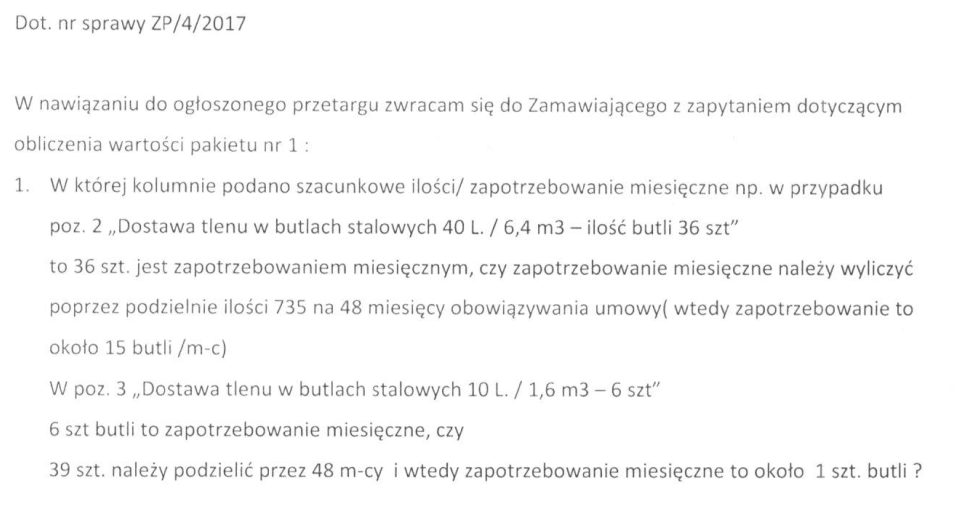 Dot. nr sprawy ZP/4/2017
W nawiązaniu do ogłoszonego przetargu zwracam się do Zamawiającego z zapytaniem dotyczącym
obliczenia wartości pakietu nr 1 :
1. W której kolumnie podano szacunkowe ilości/ zapotrzebowanie miesięczne np. w przypadku
poz. 2 „Dostawa tlenu w butlach stalowych 40 L. / 6,4 m3 – ilość butli 36 szt”
to 36 szt. jest zapotrzebowaniem miesięcznym, czy zapotrzebowanie miesięczne należy wyliczyć
poprzez podzielnie ilości 735 na 48 miesięcy obowiązywania umowy( wtedy zapotrzebowanie to
około 15 butli /m-c)
W poz. 3 „Dostawa tlenu w butlach stalowych 10 L. / 1,6 m3 – 6 szt”
6 szt butli to zapotrzebowanie miesięczne, czy
39 szt. należy podzielić przez 48 m-cy i wtedy zapotrzebowanie miesięczne to około 1 szt. butli ?